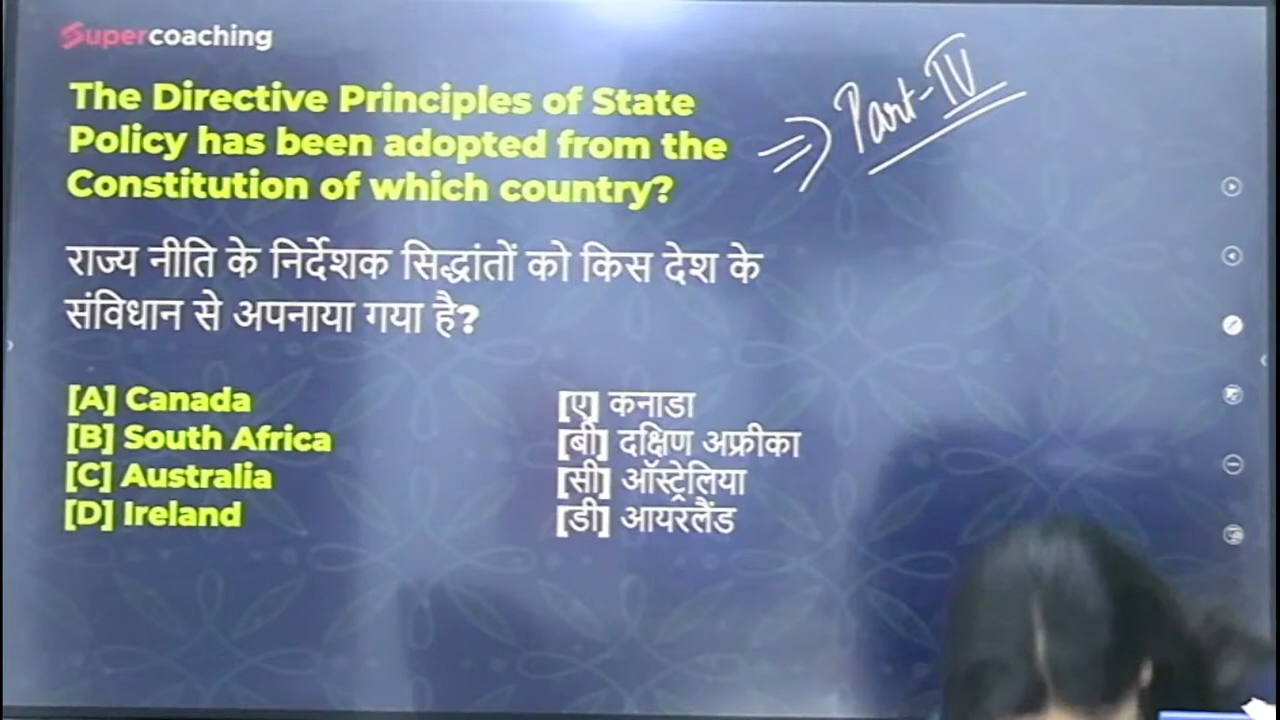 Supercoaching
The Directive Principles of State
Policy has been adopted from the
Constitution of which country?
⇒ Part-IV
राज्य नीति के निर्देशक सिद्धांतों को किस देश के
संविधान से अपनाया गया है?
[A] Canada
[B] South Africa
[C] Australia
[D] Ireland
[ए] कनाडा
[बी] दक्षिण अफ्रीका
[सी] ऑस्ट्रेलिया
[डी] आयरलैंड